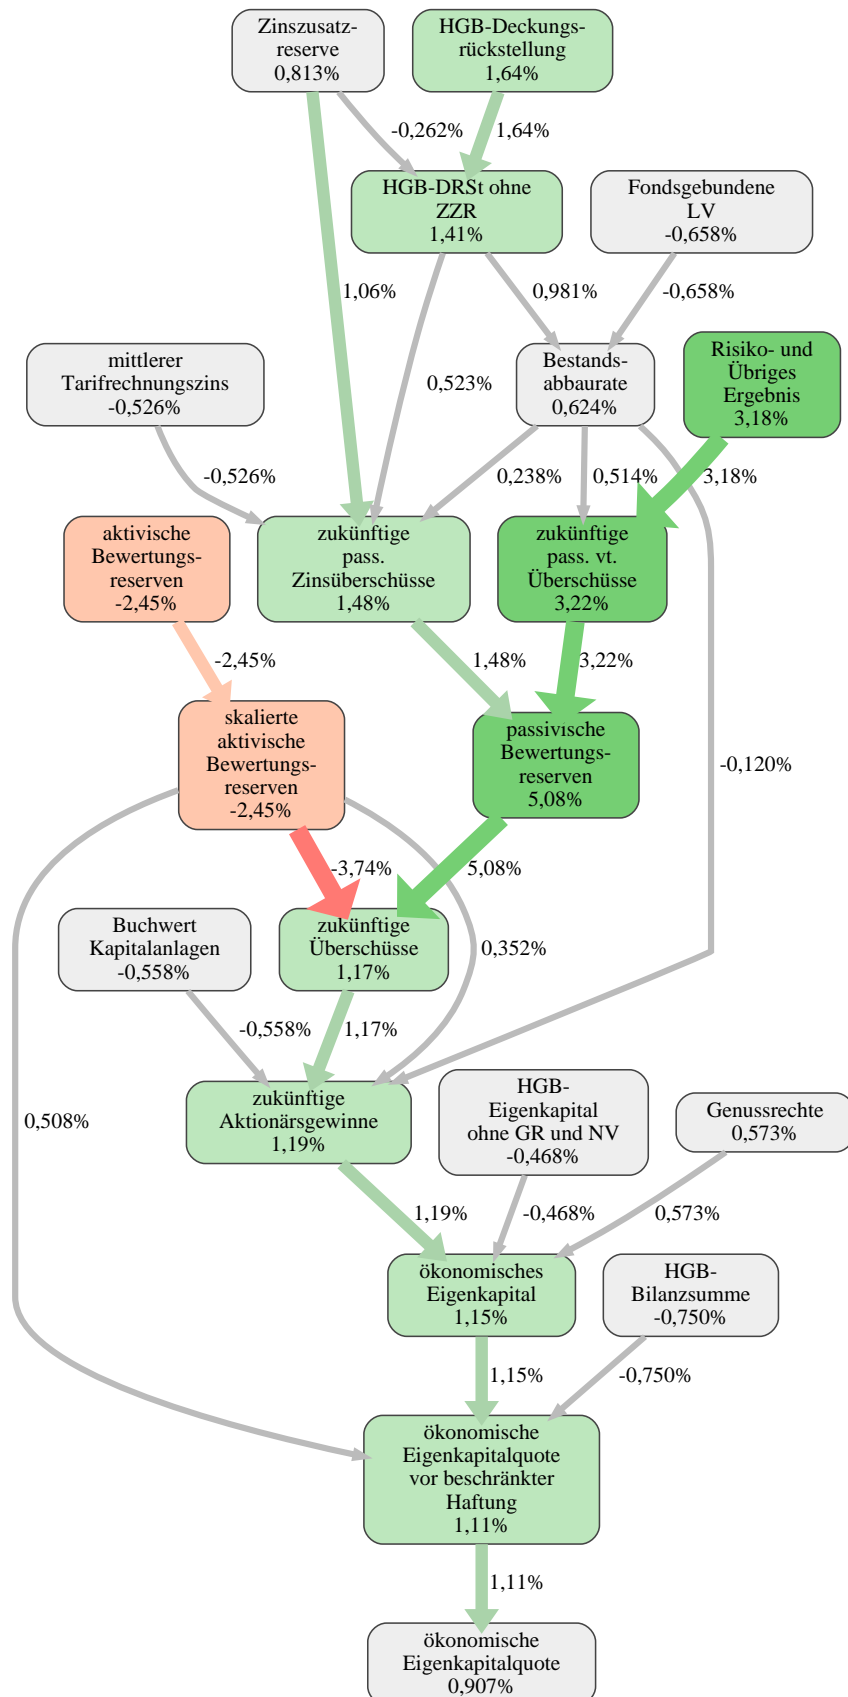 Zinszusatz-
reserve
0,813%
HGB-Deckungs-
rückstellung
1,64%
-0,262%
1,64%
HGB-DRSt ohne
ZZR
1,41%
Fondsgebundene
LV
-0,658%
1,06%
0,981%
-0,658%
mittlerer
Tarifrechnungszins
-0,526%
0,523%
Bestands-
abbaurate
0,624%
Risiko- und
Übriges
Ergebnis
3,18%
-0,526%
0,238%
0,514%
3,18%
aktivische
Bewertungs-
reserven
-2,45%
zukünftige
pass.
Zinsüberschüsse
1,48%
zukünftige
pass. vt.
Überschüsse
3,22%
-2,45%
1,48%
3,22%
skalierte
aktivische
Bewertungs-
reserven
-2,45%
passivische
Bewertungs-
reserven
5,08%
-0,120%
-3,74%
5,08%
Buchwert
Kapitalanlagen
-0,558%
zukünftige
Überschüsse
1,17%
0,352%
-0,558%
1,17%
0,508%
zukünftige
Aktionärsgewinne
1,19%
HGB-
Eigenkapital
ohne GR und NV
-0,468%
Genussrechte
0,573%
1,19%
-0,468%
0,573%
ökonomisches
Eigenkapital
1,15%
HGB-
Bilanzsumme
-0,750%
1,15%
-0,750%
ökonomische
Eigenkapitalquote
vor beschränkter
Haftung
1,11%
1,11%
ökonomische
Eigenkapitalquote
0,907%